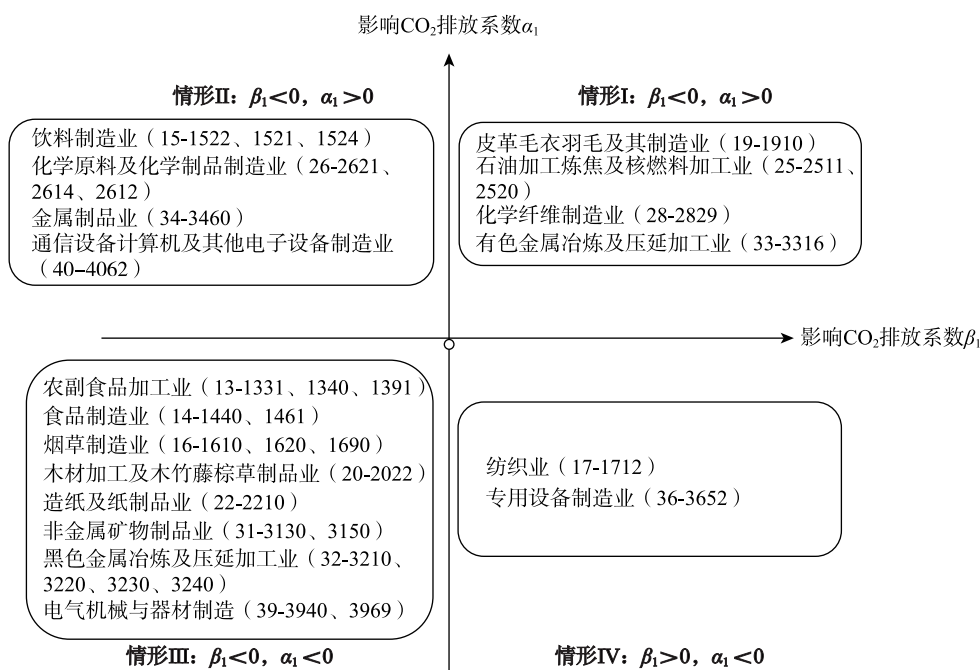 影响CO₂排放系数α₁
情形II：β₁<0，α₁>0
饮料制造业（15-1522、1521、1524）
化学原料及化学制品制造业（26-2621、
2614、2612）
金属制品业（34-3460）
通信设备计算机及其他电子设备制造业
（40–4062）
情形I：β₁<0，α₁>0
皮革毛衣羽毛及其制造业（19-1910）
石油加工炼焦及核燃料加工业（25-2511、
2520）
化学纤维制造业（28-2829）
有色金属冶炼及压延加工业（33-3316）
影响CO₂排放系数β₁
农副食品加工业（13-1331、1340、1391）
食品制造业（14-1440、1461）
烟草制造业（16-1610、1620、1690）
木材加工及木竹藤棕草制品业（20-2022）
造纸及纸制品业（22-2210）
非金属矿物制品业（31-3130、3150）
黑色金属冶炼及压延加工业（32-3210、
3220、3230、3240）
电气机械与器材制造（39-3940、3969）
情形III：β₁<0，α₁<0
纺织业（17-1712）
专用设备制造业（36-3652）
情形IV：β₁>0，α₁<0